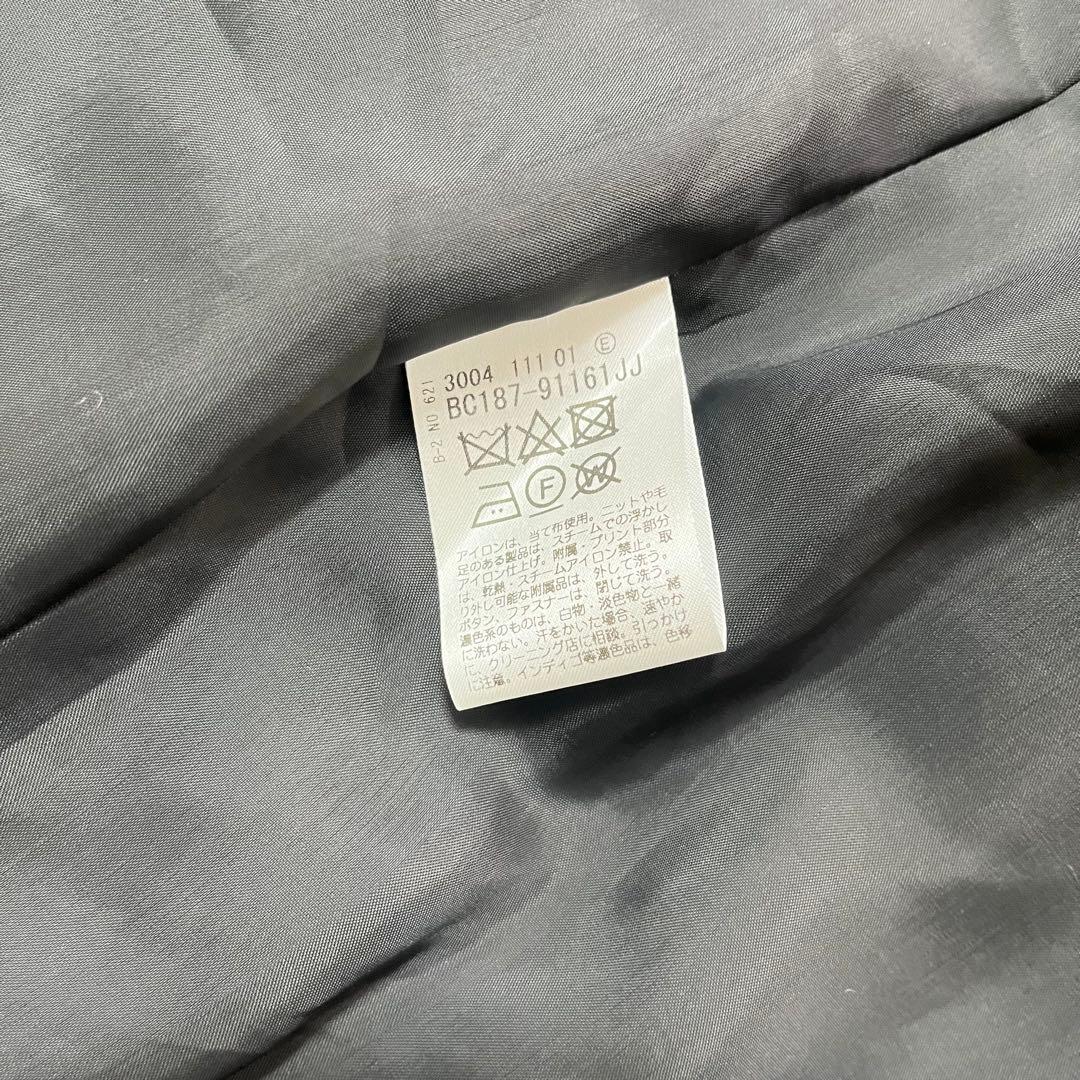 3004 111 01 Ⓔ
BC187-91161JJ
B-2 NO 621
F
W
アイロンは、当て布使用。ニットや毛
足のある製品は、スチームでの浮かし
アイロン仕上げ。附属・プリント部分
は、乾熱・スチームアイロン禁止。取
り外し可能な附属品は、外して洗う。
ボタン、ファスナーは、閉じて洗う。
濃色系のものは、白物・淡色物と一緒
に洗わない。汗をかいた場合、速やか
に、クリーニング店に相談。引っかけ
に注意。インディゴ等濃色品は、色移